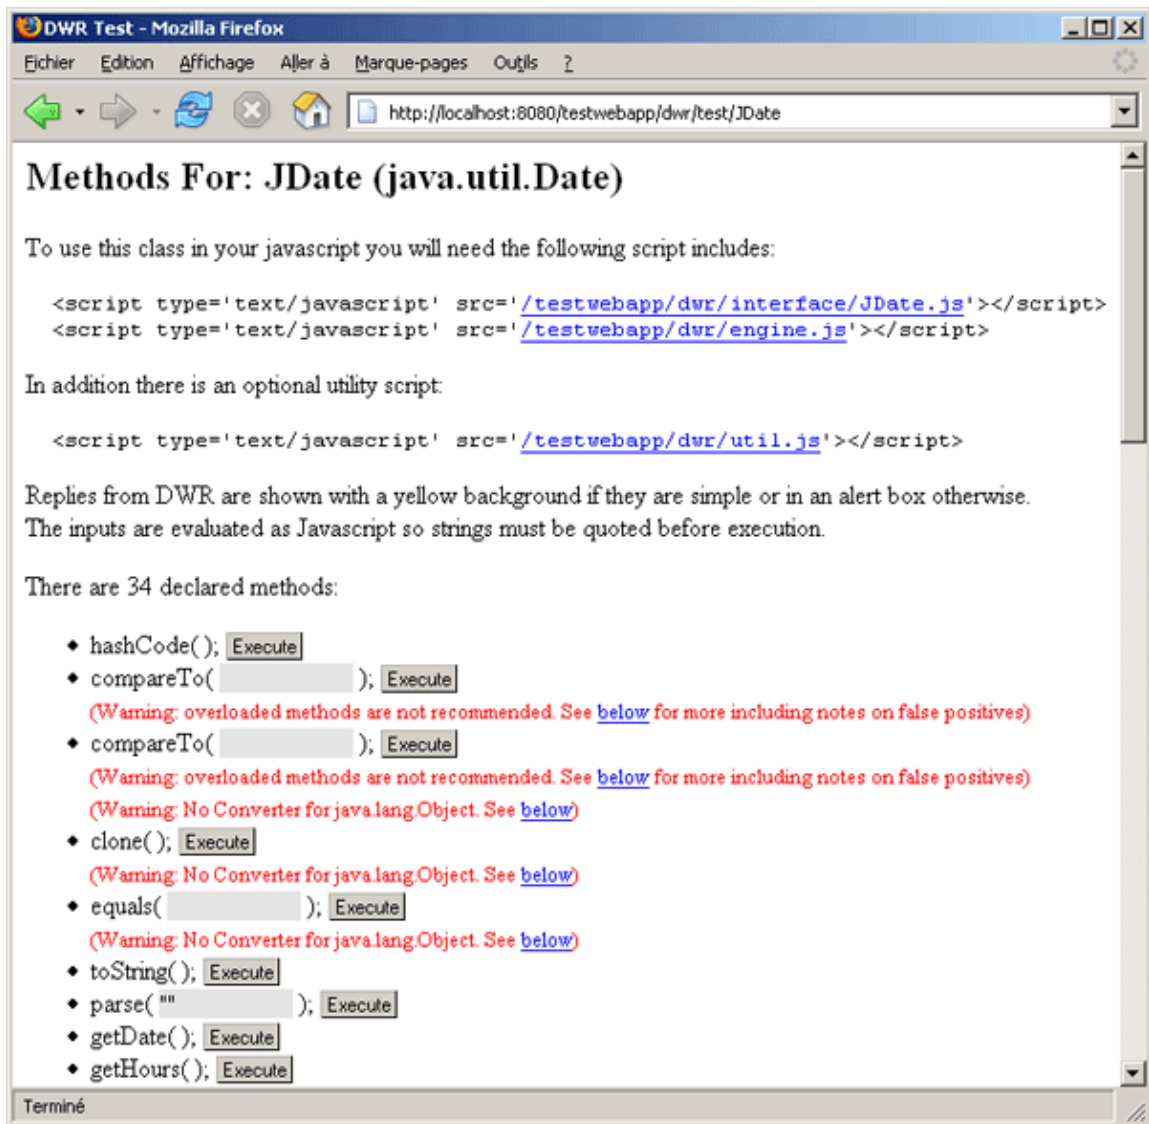 DWR Test - Mozilla Firefox
Fichier Edition Affichage Aller à Marque-pages Outils ?
http://localhost:8080/testwebapp/dwr/test/JDate
Methods For: JDate (java.util.Date)
To use this class in your javascript you will need the following script includes:
<script type='text/javascript' src='/testwebapp/dwr/interface/JDate.js'></script>
<script type='text/javascript' src='/testwebapp/dwr/engine.js'></script>
In addition there is an optional utility script:
<script type='text/javascript' src='/testwebapp/dwr/util.js'></script>
Replies from DWR are shown with a yellow background if they are simple or in an alert box otherwise.
The inputs are evaluated as Javascript so strings must be quoted before execution.
There are 34 declared methods:
• hashCode( ); Execute
• compareTo( ); Execute
(Warning: overloaded methods are not recommended. See below for more including notes on false positives)
• compareTo( ); Execute
(Warning: overloaded methods are not recommended. See below for more including notes on false positives)
(Warning: No Converter for java.lang.Object. See below)
• clone( ); Execute
(Warning: No Converter for java.lang.Object. See below)
• equals( ); Execute
(Warning: No Converter for java.lang.Object. See below)
• toString( ); Execute
• parse( "" ); Execute
• getDate( ); Execute
• getHours( ); Execute
Terminé